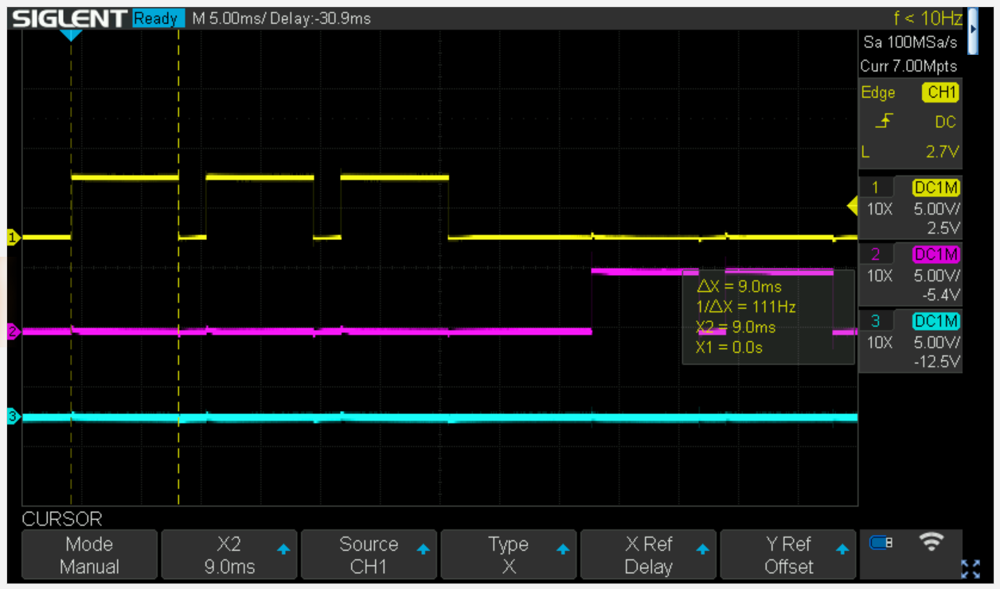 SIGLENT Ready M 5.00ms/ Delay:-30.9ms f < 10Hz
Sa 100MSa/s
Curr 7.00Mpts
Edge CH1
DC
L 2.7V
1 DC1M
10X 5.00V/
2.5V
2 DC1M
10X 5.00V/
-5.4V
3 DC1M
10X 5.00V/
-12.5V
1
2
3
△X = 9.0ms
1/△X = 111Hz
X2 = 9.0ms
X1 = 0.0s
CURSOR
Mode X2 Source Type X Ref Y Ref
Manual 9.0ms CH1 X Delay Offset